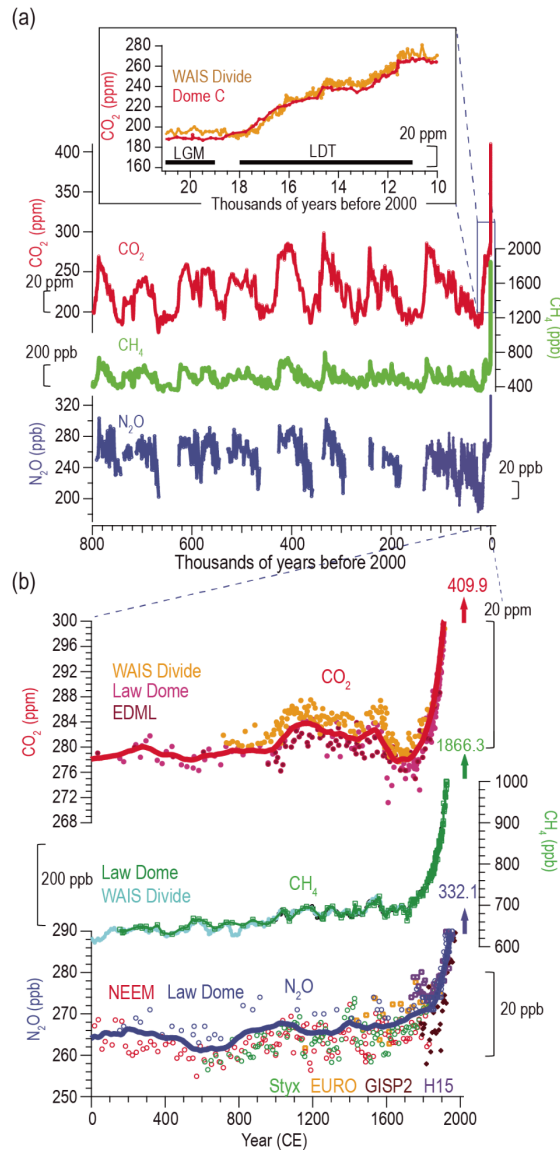 (a)
280
260
240
220
200
180
160
CO2 (ppm)
WAIS Divide
Dome C
LGM
LDT
20 ppm
18
16
14
12
10
Thousands of years before 2000
400
350
300
250
200
CO2 (ppm)
20 ppm
CO2
2000
1600
1200
800
400
CH4 (ppb)
200 ppb
CH4
320
280
240
200
N2O (ppb)
N2O
20 ppb
800
600
400
200
0
Thousands of years before 2000
(b)
409.9
20 ppm
300
296
292
288
284
280
276
272
268
CO2 (ppm)
WAIS Divide
Law Dome
EDML
CO2
1866.3
1000
900
800
700
600
CH4 (ppb)
200 ppb
Law Dome
WAIS Divide
CH4
332.1
290
280
270
260
250
N2O (ppb)
NEEM
Law Dome
N2O
20 ppb
Styx
EURO
GISP2
H15
0
400
800
1200
1600
2000
Year (CE)